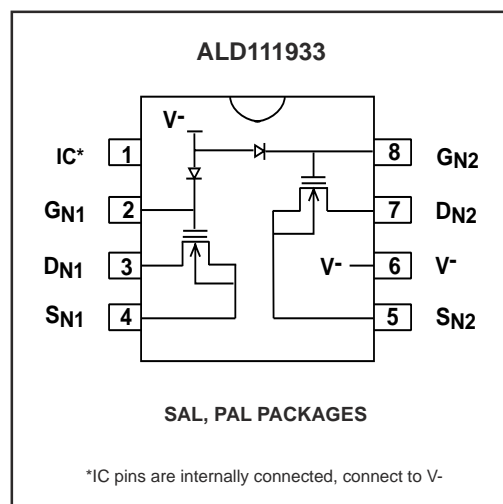 ALD111933
V-
IC* 1 8 GN2
GN1 2 7 DN2
DN1 3 V- 6 V-
SN1 4 5 SN2
SAL, PAL PACKAGES
*IC pins are internally connected, connect to V-